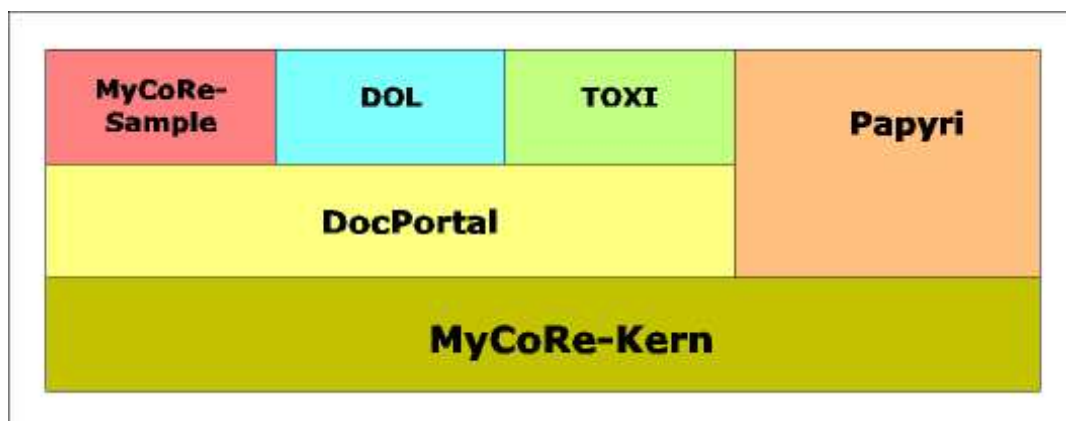 MyCoRe-
Sample
DOL
TOXI
Papyri
DocPortal
MyCoRe-Kern